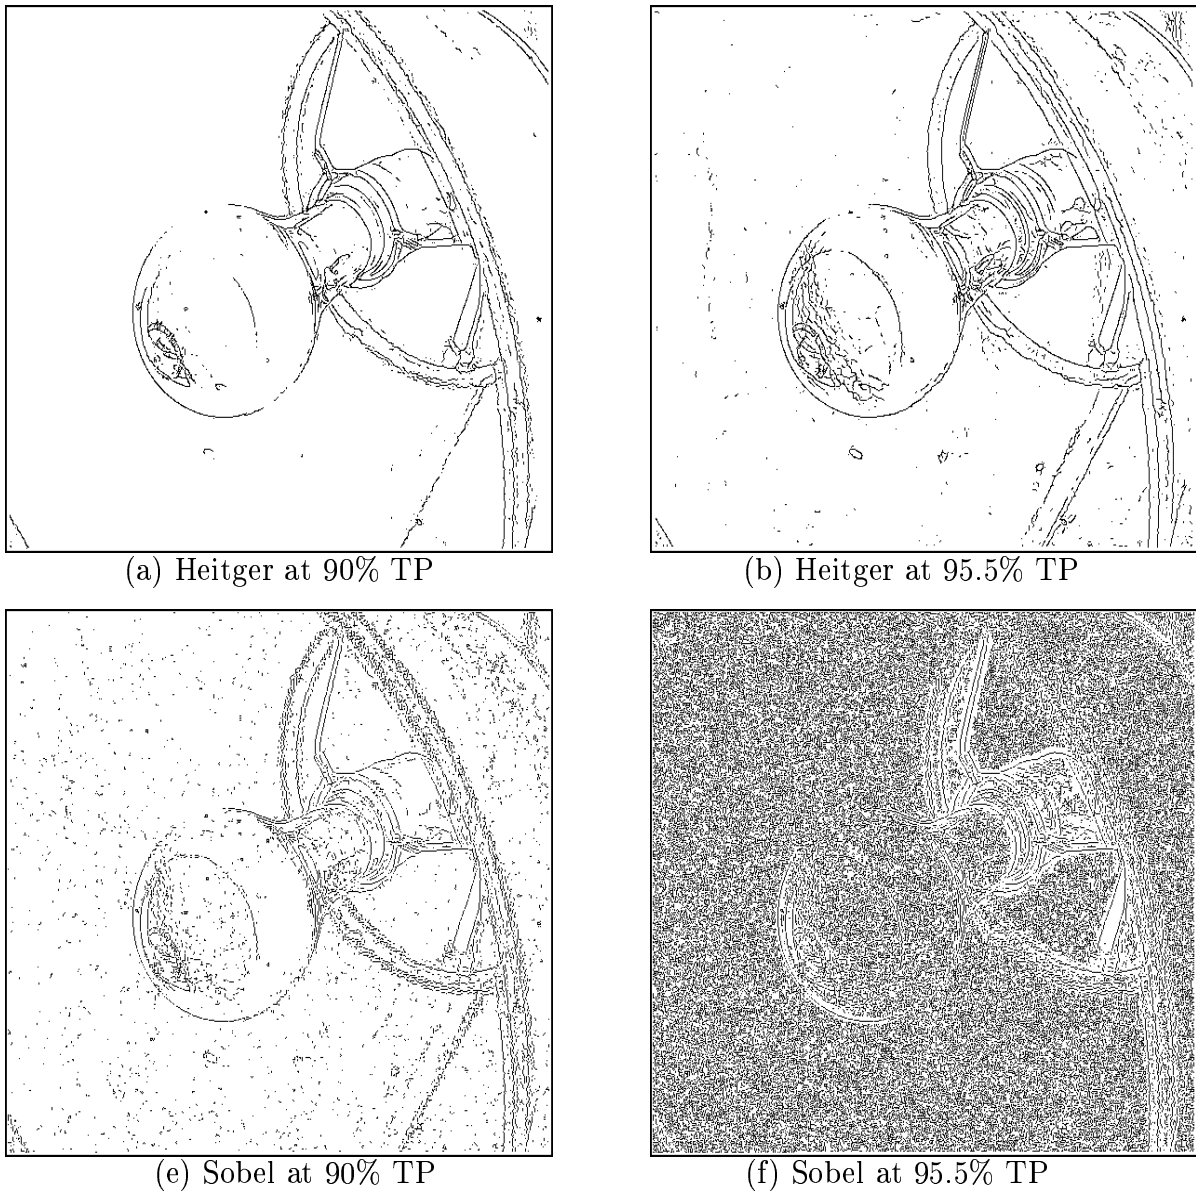 (a) Heitger at 90% TP
(b) Heitger at 95.5% TP
(e) Sobel at 90% TP
(f) Sobel at 95.5% TP